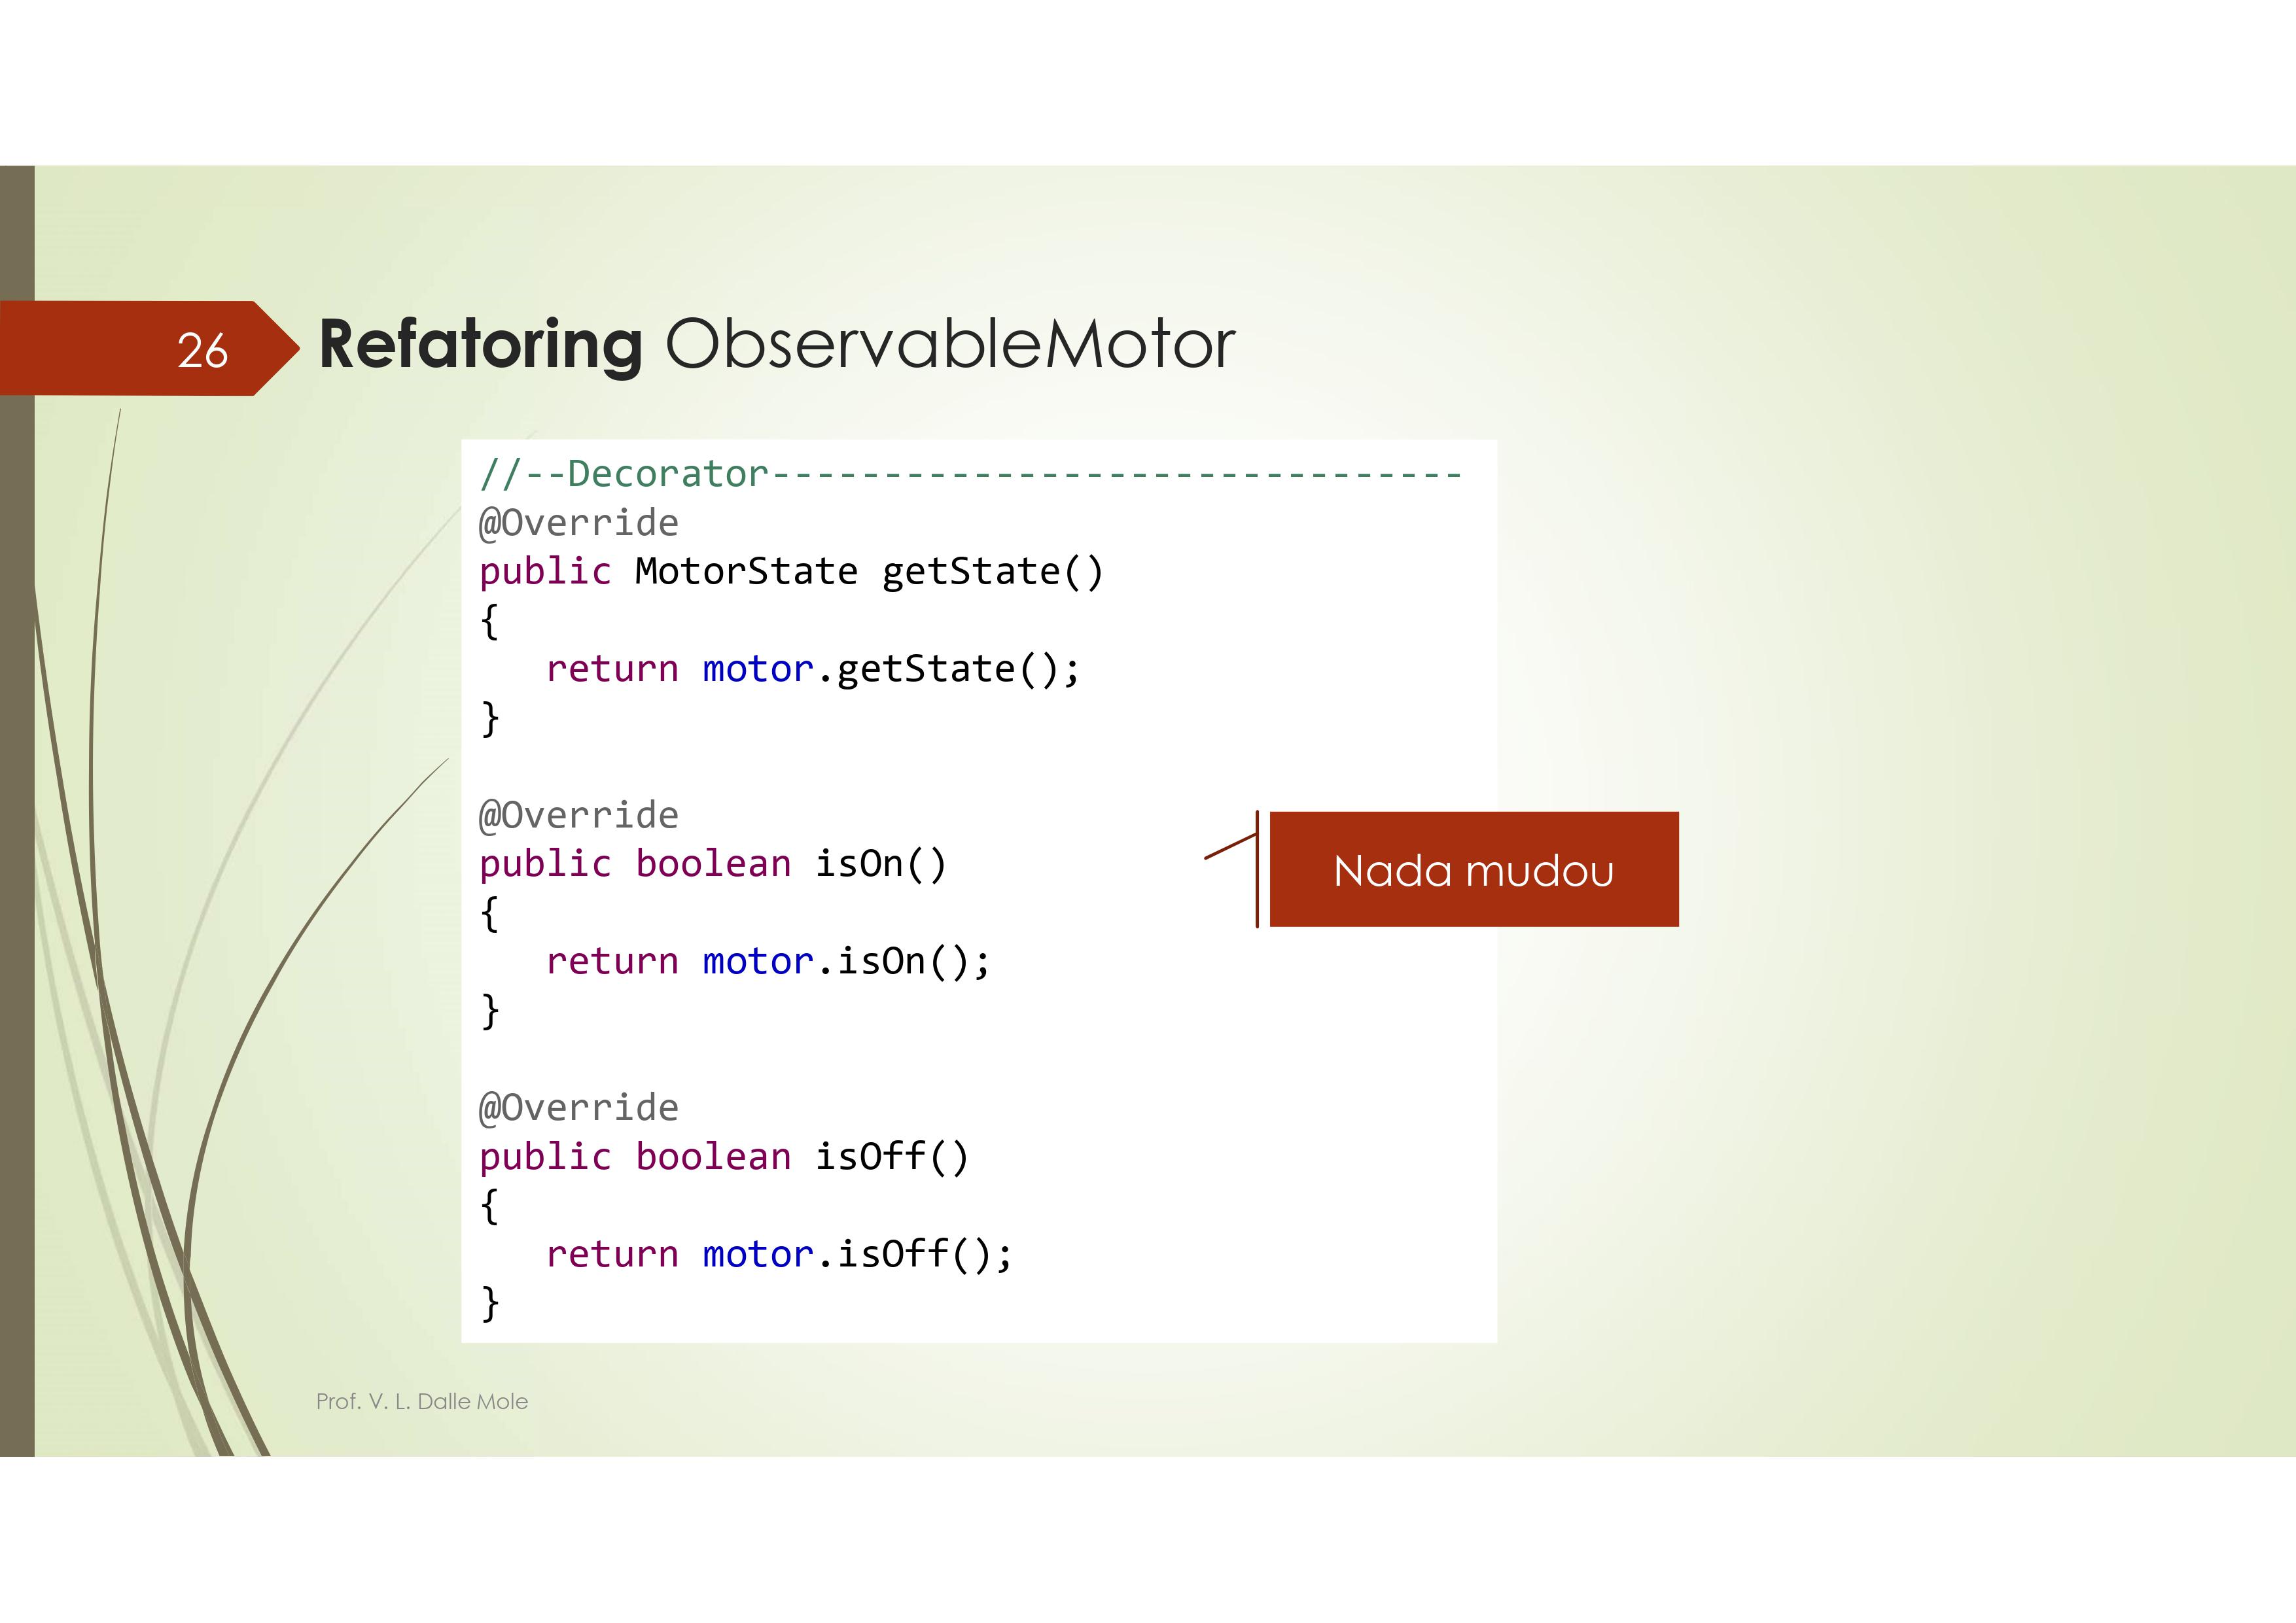 26
Refatoring ObservableMotor
//--Decorator-------------------------------
@Override
public MotorState getState()
{
   return motor.getState();
}
@Override
public boolean isOn()
{
   return motor.isOn();
}
Nada mudou
@Override
public boolean isOff()
{
   return motor.isOff();
}
Prof. V. L. Dalle Mole